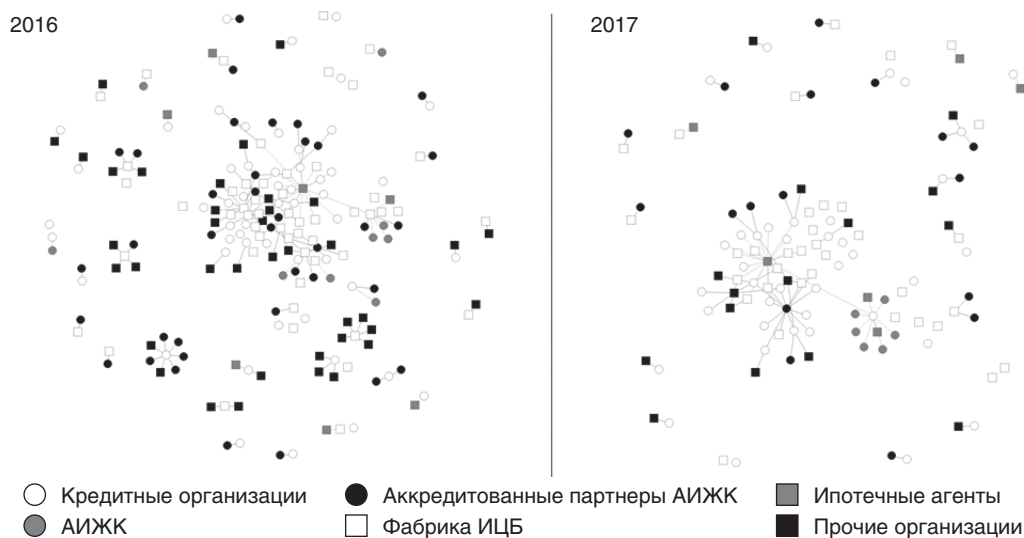 2016
2017
Кредитные организации
Аккредитованные партнеры АИЖК
Ипотечные агенты
АИЖК
Фабрика ИЦБ
Прочие организации